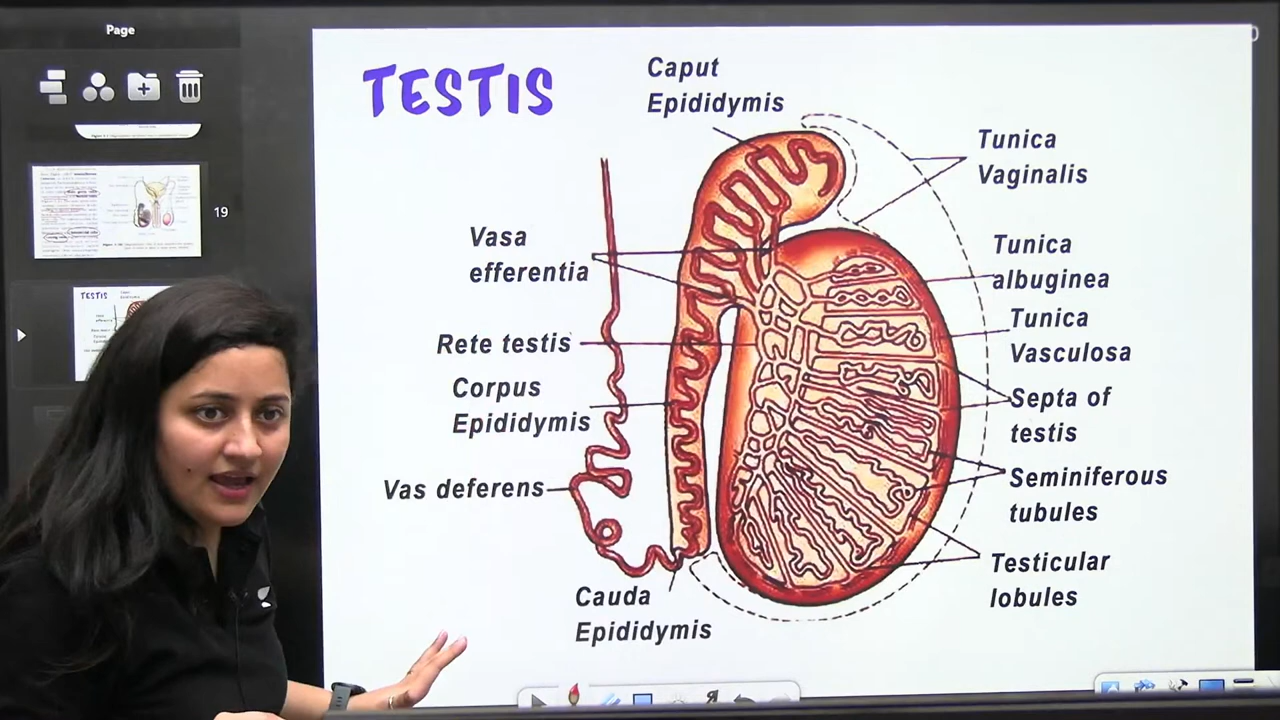 Page
19
TESTIS
Caput
Epididymis
Tunica
Vaginalis
Vasa
efferentia
Tunica
albuginea
Tunica
Vasculosa
Rete testis
Corpus
Epididymis
Septa of
testis
Vas deferens
Seminiferous
tubules
Testicular
lobules
Cauda
Epididymis
TESTIS